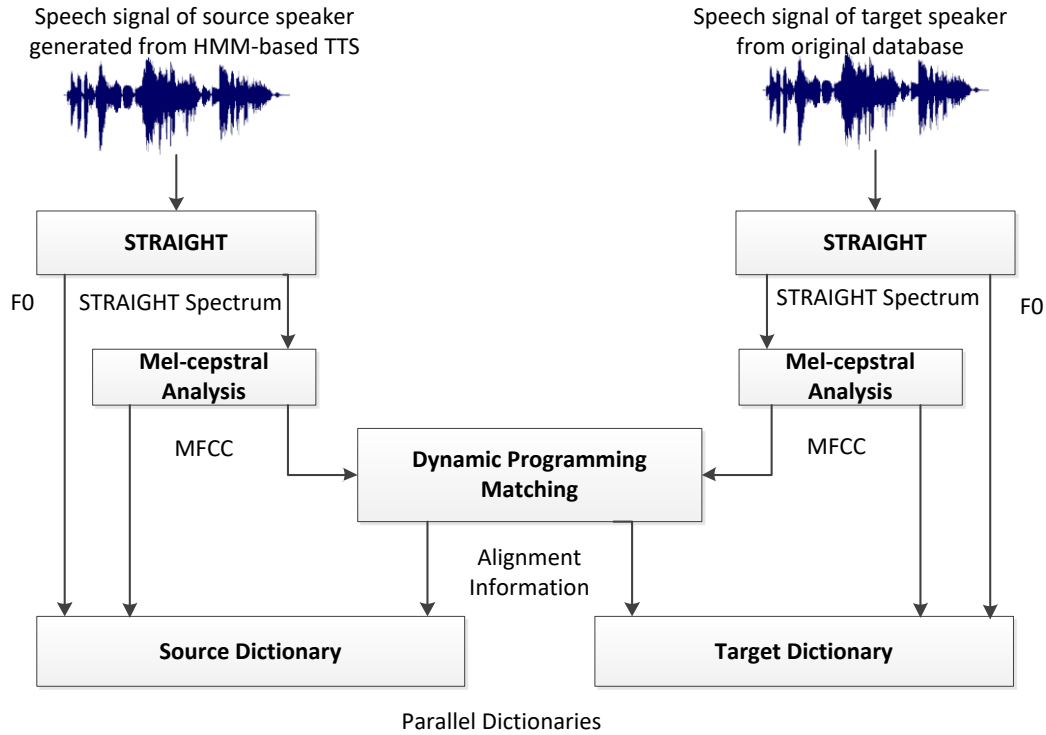 Speech signal of source speaker
generated from HMM-based TTS
Speech signal of target speaker
from original database
STRAIGHT
STRAIGHT
F0
STRAIGHT Spectrum
STRAIGHT Spectrum
F0
Mel-cepstral
Analysis
Mel-cepstral
Analysis
MFCC
MFCC
Dynamic Programming
Matching
Alignment
Information
Source Dictionary
Target Dictionary
Parallel Dictionaries